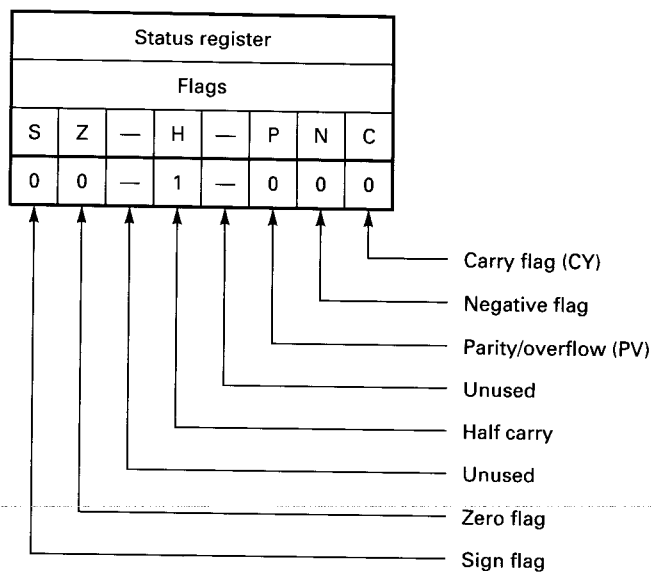 Status register
Flags
S Z — H — P N C
0 0 — 1 — 0 0 0
Carry flag (CY)
Negative flag
Parity/overflow (PV)
Unused
Half carry
Unused
Zero flag
Sign flag